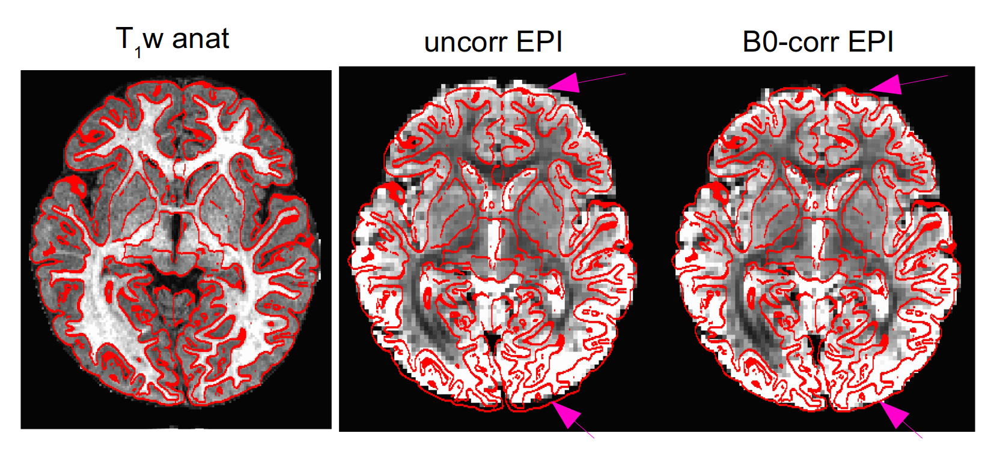 T₁w anat
uncorr EPI
B0-corr EPI